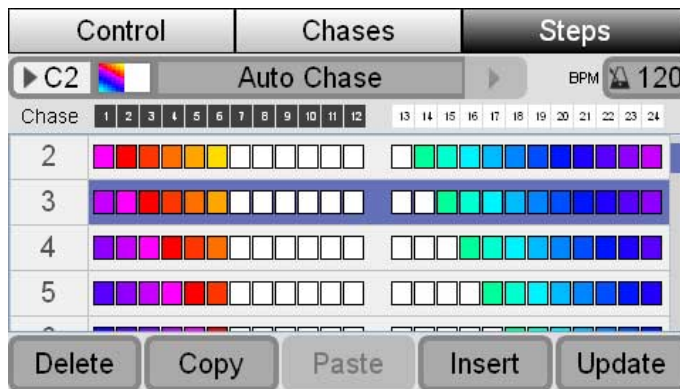 Control Chases Steps
C2 Auto Chase BPM 120
Chase 1 2 3 4 5 6 7 8 9 10 11 12 13 14 15 16 17 18 19 20 21 22 23 24
2
3
4
5
Delete Copy Paste Insert Update